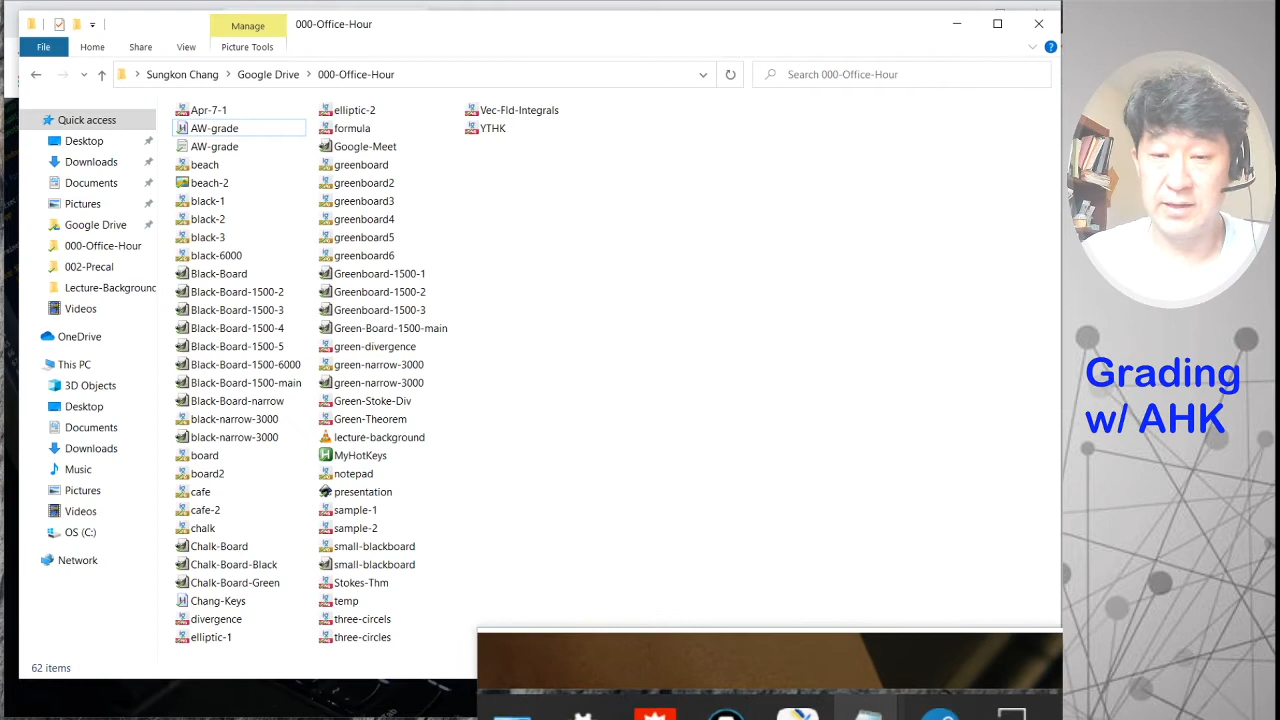 Manage
000-Office-Hour
File
Home
Share
View
Picture Tools
Sungkon Chang
Google Drive
000-Office-Hour
Search 000-Office-Hour
Quick access
Desktop
Downloads
Documents
Pictures
Google Drive
000-Office-Hour
002-Precal
Lecture-Background
Videos
OneDrive
This PC
3D Objects
Desktop
Documents
Downloads
Music
Pictures
Videos
OS (C:)
Network
Apr-7-1
AW-grade
AW-grade
beach
beach-2
black-1
black-2
black-3
black-6000
Black-Board
Black-Board-1500-2
Black-Board-1500-3
Black-Board-1500-4
Black-Board-1500-5
Black-Board-1500-6000
Black-Board-1500-main
Black-Board-narrow
black-narrow-3000
black-narrow-3000
board
board2
cafe
cafe-2
chalk
Chalk-Board
Chalk-Board-Black
Chalk-Board-Green
Chang-Keys
divergence
elliptic-1
elliptic-2
formula
Google-Meet
greenboard
greenboard2
greenboard3
greenboard4
greenboard5
greenboard6
Greenboard-1500-1
Greenboard-1500-2
Greenboard-1500-3
Green-Board-1500-main
green-divergence
green-narrow-3000
green-narrow-3000
Green-Stoke-Div
Green-Theorem
lecture-background
MyHotKeys
notepad
presentation
sample-1
sample-2
small-blackboard
small-blackboard
Stokes-Thm
temp
three-circels
three-circles
Vec-Fld-Integrals
YTHK
62 items
Grading
w/ AHK